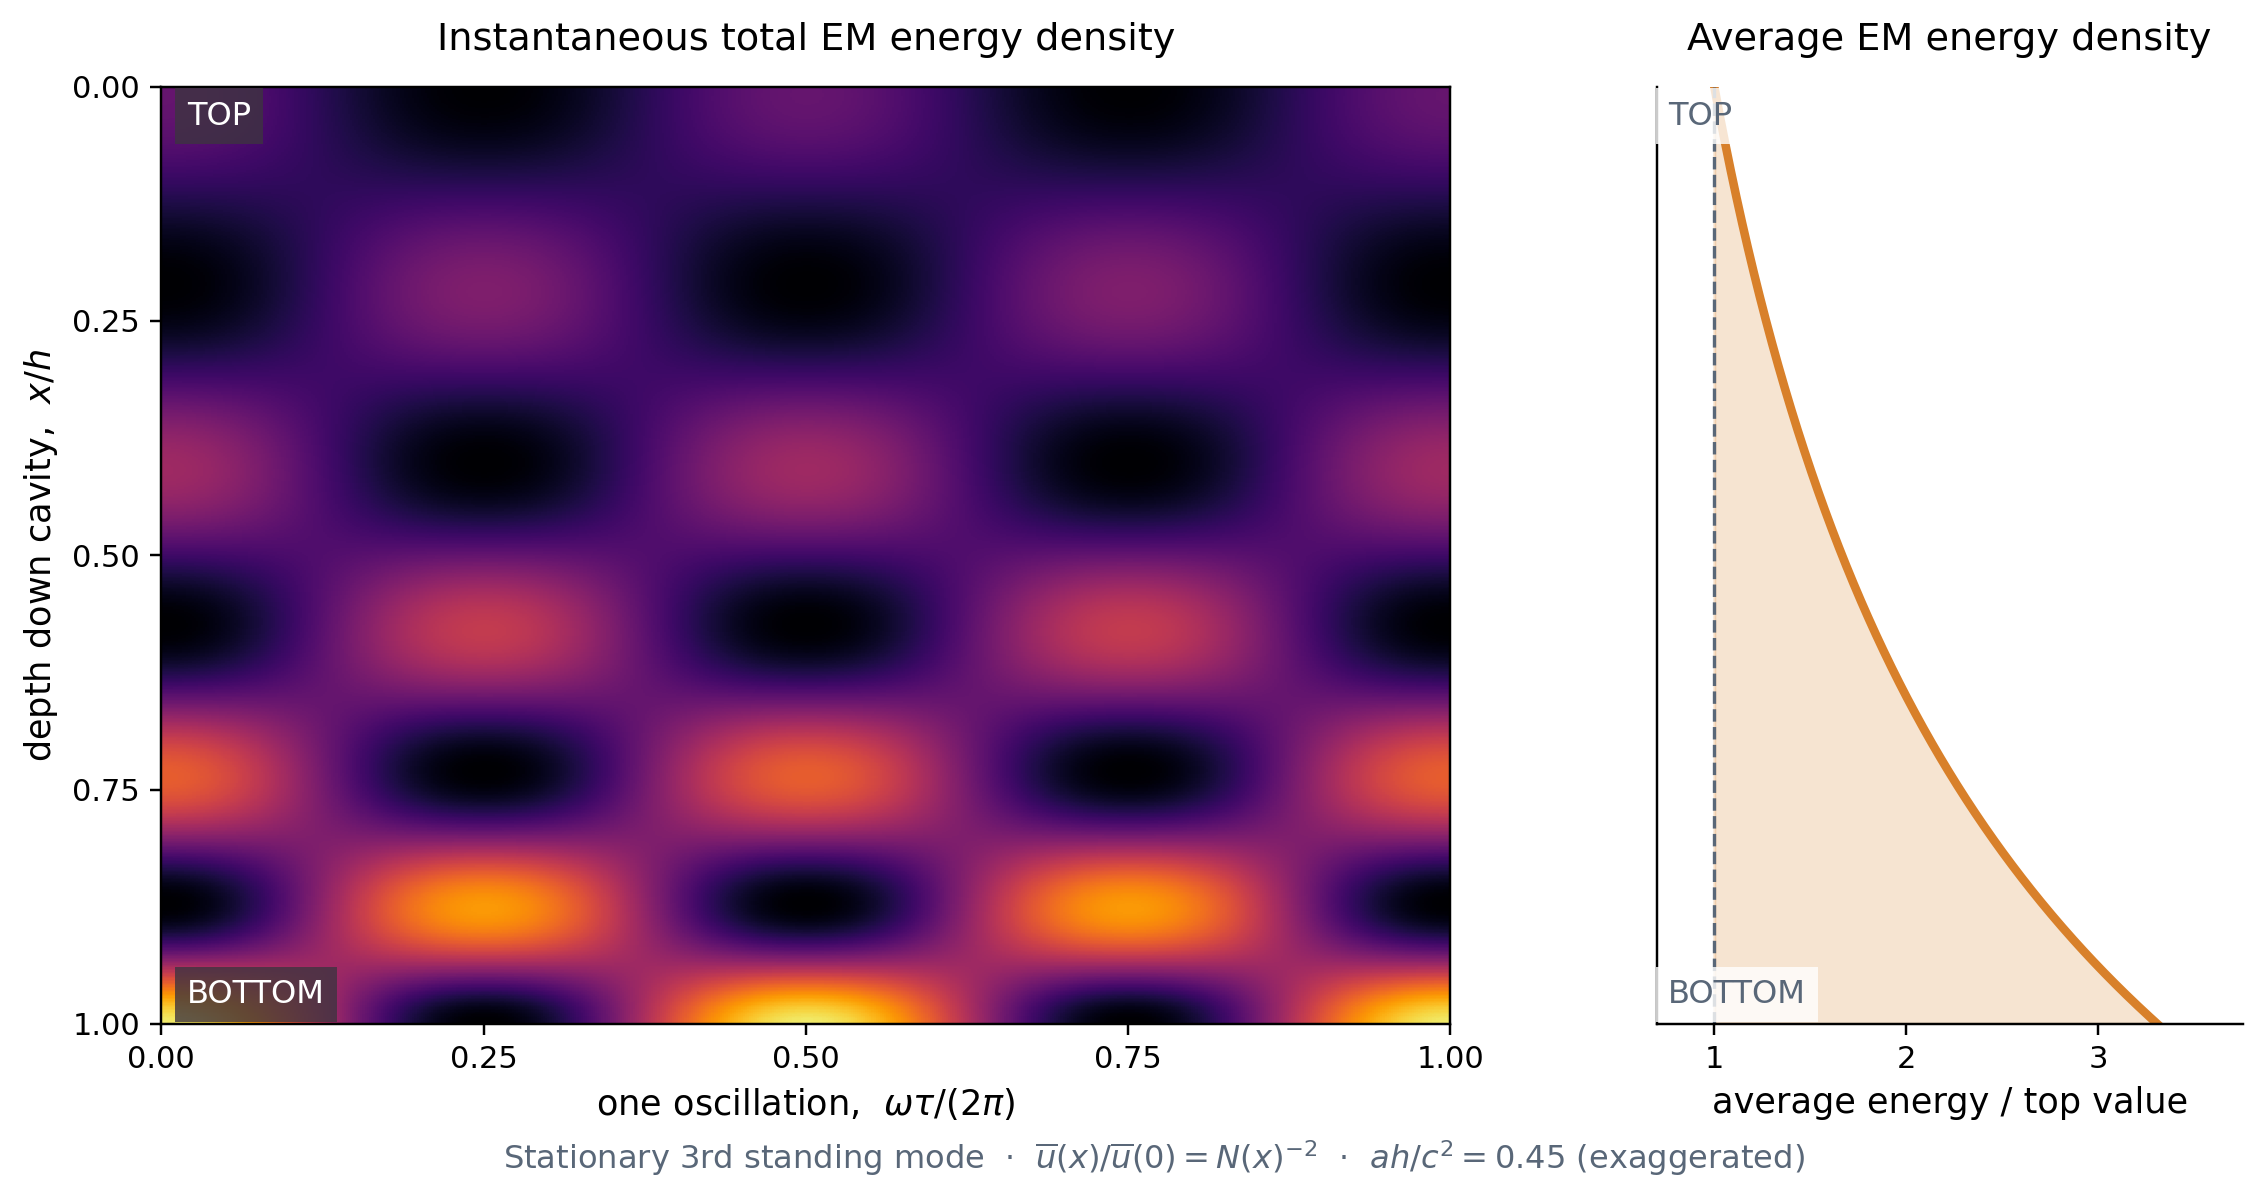 Instantaneous total EM energy density
Average EM energy density
depth down cavity, x/h
0.00
0.25
0.50
0.75
1.00
TOP
BOTTOM
0.00 0.25 0.50 0.75 1.00
one oscillation, ωτ/(2π)
TOP
BOTTOM
1 2 3
average energy / top value
Stationary 3rd standing mode · u̅(x)/u̅(0) = N(x)⁻² · ah/c² = 0.45 (exaggerated)